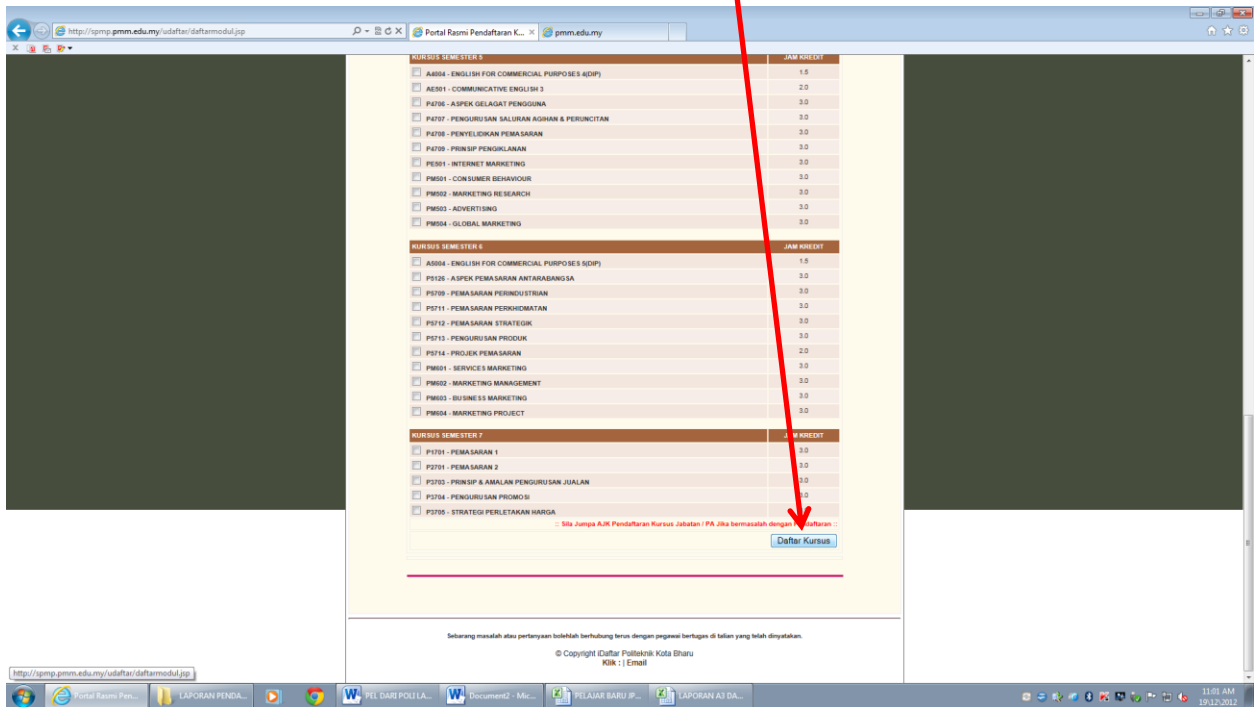 http://spmp.pmm.edu.my/udaftar/daftarmodul.jsp
Portal Rasmi Pendaftaran K...
pmm.edu.my
KURSUS SEMESTER 5 JAM KREDIT
A4004 - ENGLISH FOR COMMERCIAL PURPOSES 4(DIP) 1.5
AE501 - COMMUNICATIVE ENGLISH 3 2.0
P4706 - ASPEK GELAGAT PENGGUNA 3.0
P4707 - PENGURUSAN SALURAN AGIHAN & PERUNCITAN 3.0
P4708 - PENYELIDIKAN PEMASARAN 3.0
P4709 - PRINSIP PENGIKLANAN 3.0
PE501 - INTERNET MARKETING 3.0
PM501 - CONSUMER BEHAVIOUR 3.0
PM502 - MARKETING RESEARCH 3.0
PM503 - ADVERTISING 3.0
PM504 - GLOBAL MARKETING 3.0
KURSUS SEMESTER 6 JAM KREDIT
A5004 - ENGLISH FOR COMMERCIAL PURPOSES 5(DIP) 1.5
P5126 - ASPEK PEMASARAN ANTARABANGSA 3.0
P5709 - PEMASARAN PERINDUSTRIAN 3.0
P5711 - PEMASARAN PERKHIDMATAN 3.0
P5712 - PEMASARAN STRATEGIK 3.0
P5713 - PENGURUSAN PRODUK 3.0
P5714 - PROJEK PEMASARAN 2.0
PM601 - SERVICES MARKETING 3.0
PM602 - MARKETING MANAGEMENT 3.0
PM603 - BUSINESS MARKETING 3.0
PM604 - MARKETING PROJECT 3.0
KURSUS SEMESTER 7 JAM KREDIT
P1701 - PEMASARAN 1 3.0
P2701 - PEMASARAN 2 3.0
P3703 - PRINSIP & AMALAN PENGURUSAN JUALAN 3.0
P3704 - PENGURUSAN PROMOSI 3.0
P3705 - STRATEGI PERLETAKAN HARGA
:: Sila Jumpa AJK Pendaftaran Kursus Jabatan / PA Jika bermasalah dengan Pendaftaran ::
Daftar Kursus
Sebarang masalah atau pertanyaan bolehlah berhubung terus dengan pegawai bertugas di talian yang telah dinyatakan.
© Copyright iDaftar Politeknik Kota Bharu
Klik : | Email
http://spmp.pmm.edu.my/udaftar/daftarmodul.jsp
Portal Rasmi Pen...
LAPORAN PENDA...
PEL DARI POLI LA...
Document2 - Mic...
PELAJAR BARU JP...
LAPORAN A3 DA...
11:01 AM
19\12\2012